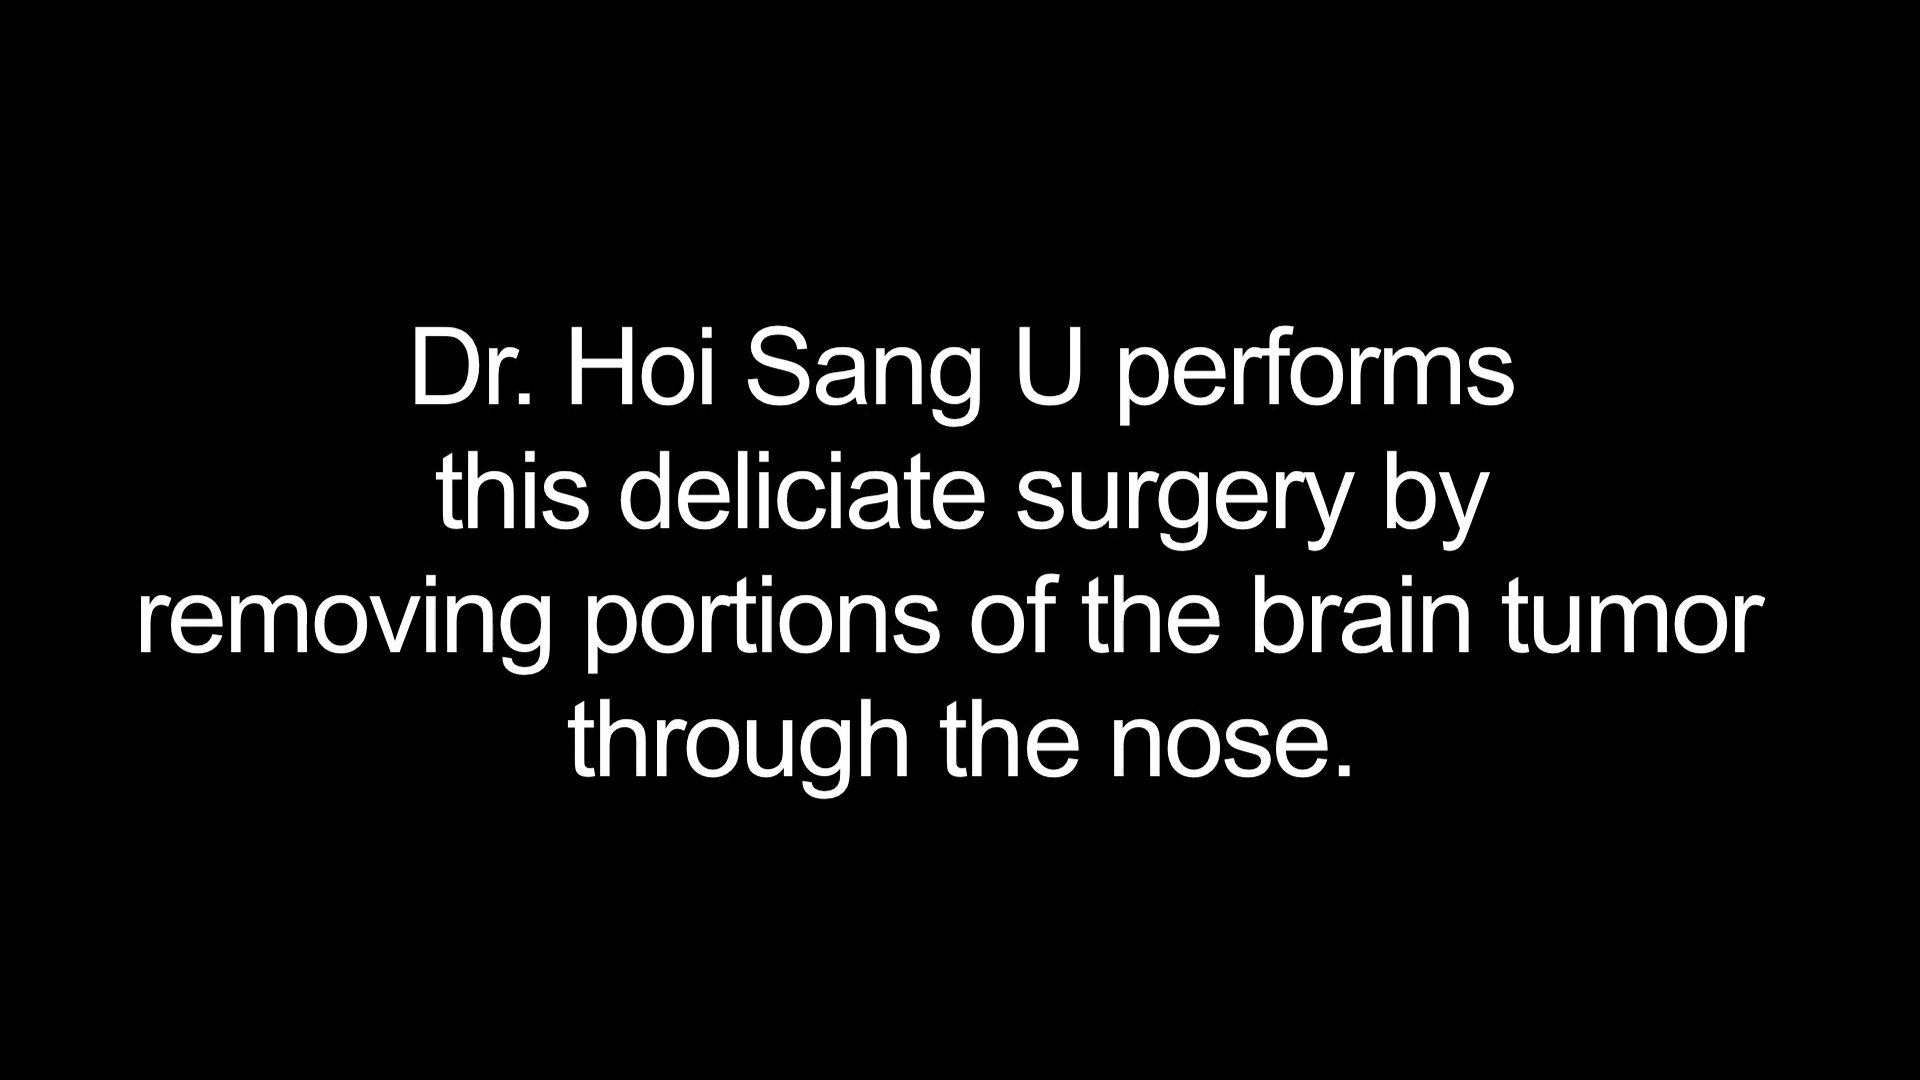 Dr. Hoi Sang U performs
this deliciate surgery by
removing portions of the brain tumor
through the nose.